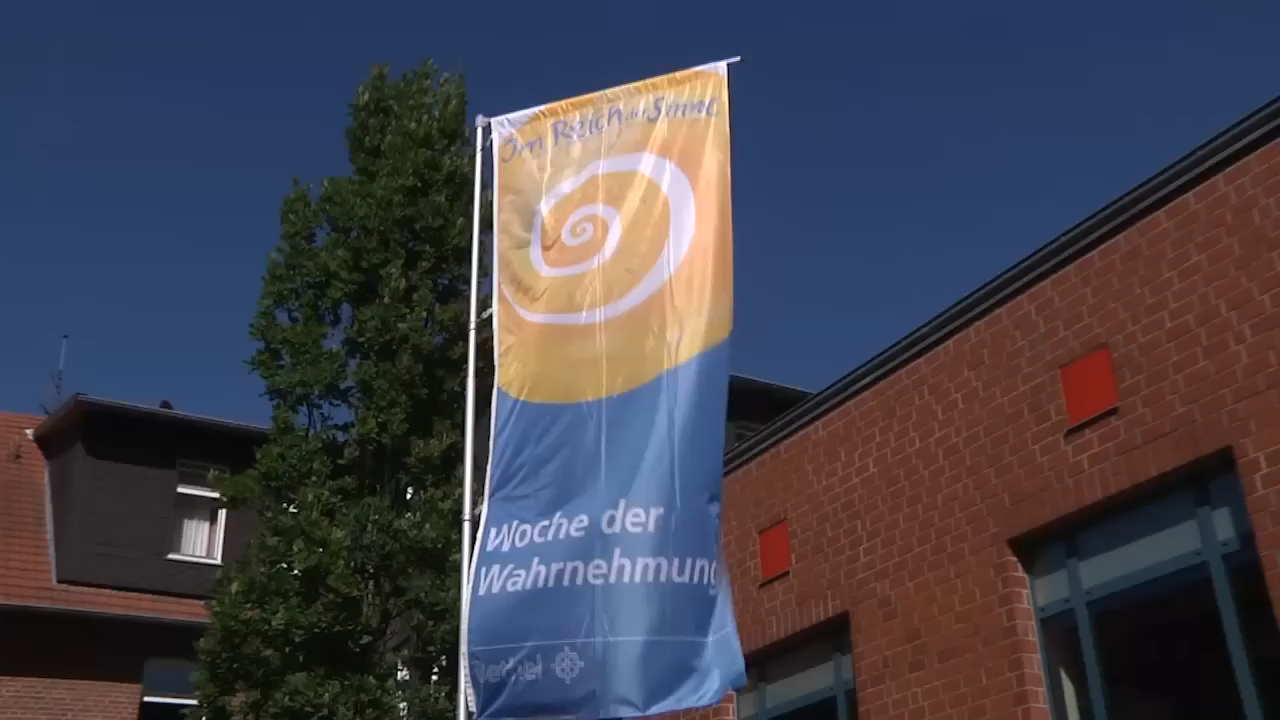 Im Reich der Sinne
Woche der
Wahrnehmung
Bethel